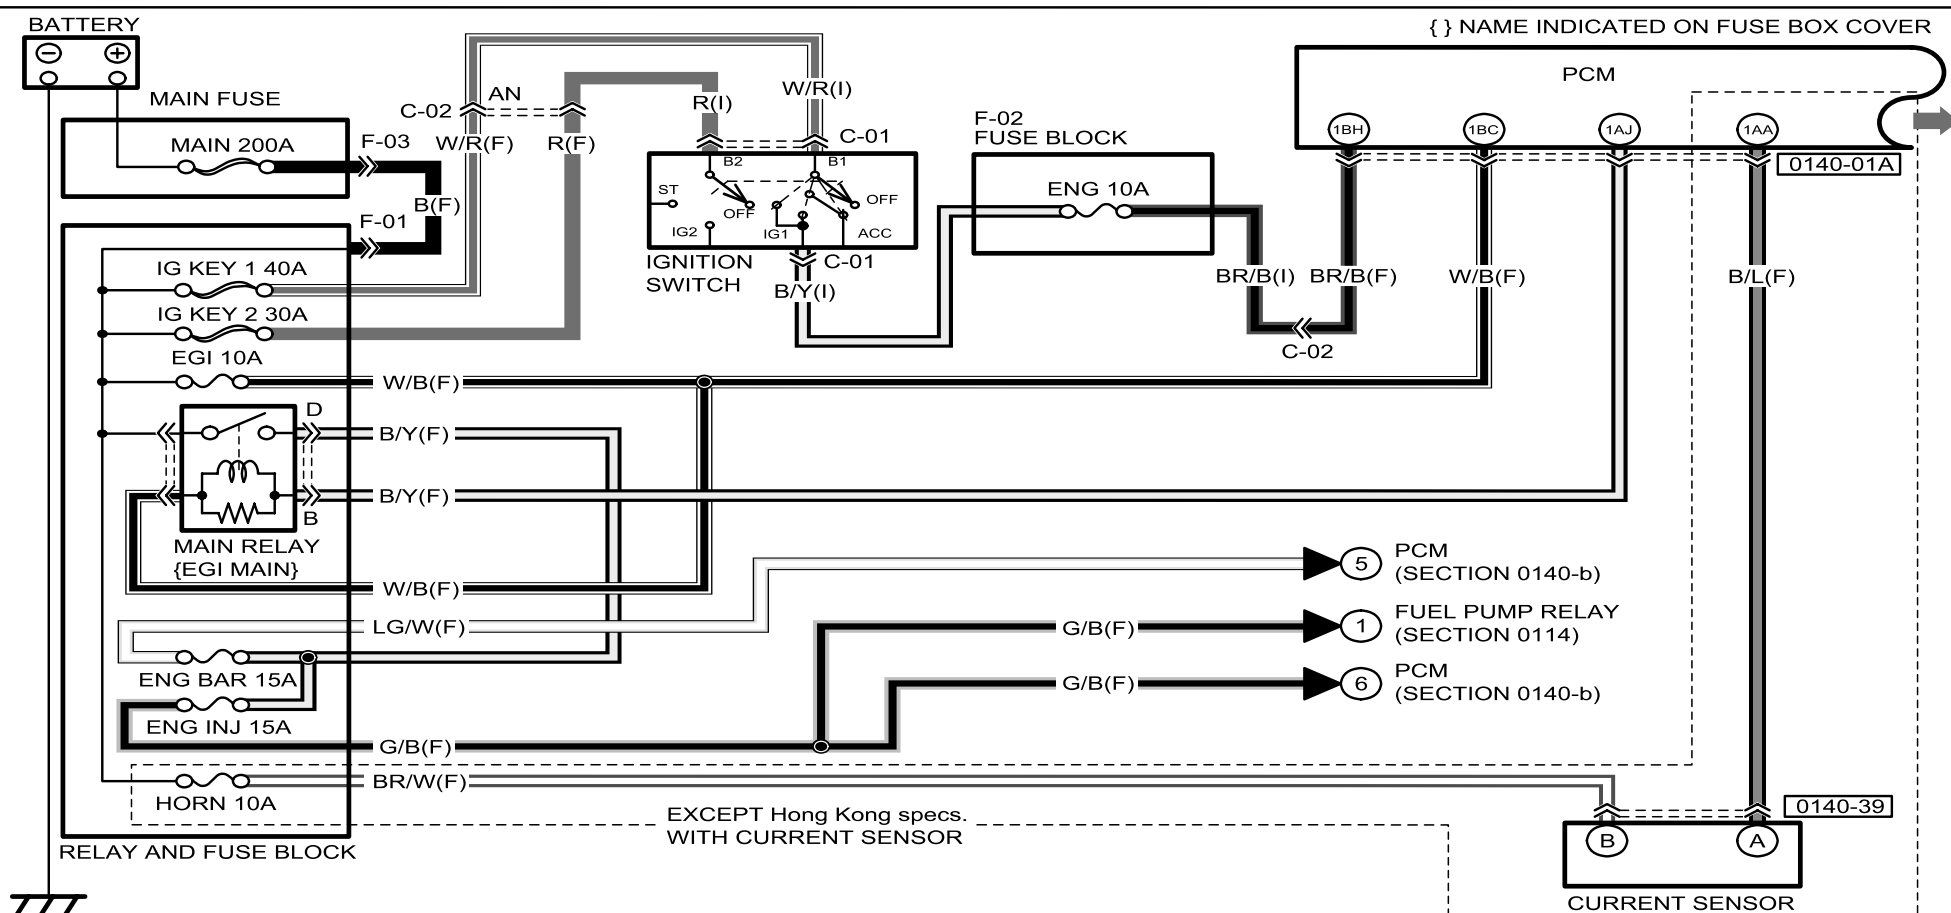 BATTERY
{ } NAME INDICATED ON FUSE BOX COVER
PCM
MAIN FUSE
AN
C-02
R(I)
W/R(I)
F-02
FUSE BLOCK
1BH
1BC
1AJ
1AA
MAIN 200A
F-03
W/R(F)
R(F)
C-01
B2
B1
0140-01A
ST
OFF
OFF
ENG 10A
B(F)
F-01
IG2
IG1
ACC
IGNITION
SWITCH
C-01
B/Y(I)
IG KEY 1 40A
BR/B(I)
BR/B(F)
W/B(F)
B/L(F)
IG KEY 2 30A
C-02
EGI 10A
W/B(F)
D
B/Y(F)
B/Y(F)
B
MAIN RELAY
{EGI MAIN}
W/B(F)
5
PCM
(SECTION 0140-b)
LG/W(F)
G/B(F)
1
FUEL PUMP RELAY
(SECTION 0114)
ENG BAR 15A
G/B(F)
6
PCM
(SECTION 0140-b)
ENG INJ 15A
G/B(F)
BR/W(F)
HORN 10A
EXCEPT Hong Kong specs.
WITH CURRENT SENSOR
0140-39
B
A
RELAY AND FUSE BLOCK
CURRENT SENSOR